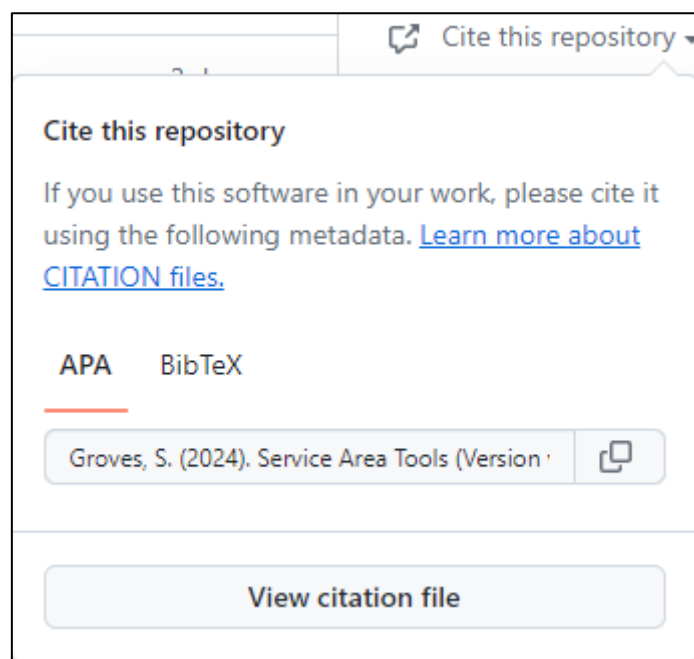 Cite this repository
Cite this repository
If you use this software in your work, please cite it
using the following metadata. Learn more about
CITATION files.
APA BibTeX
Groves, S. (2024). Service Area Tools (Version
View citation file